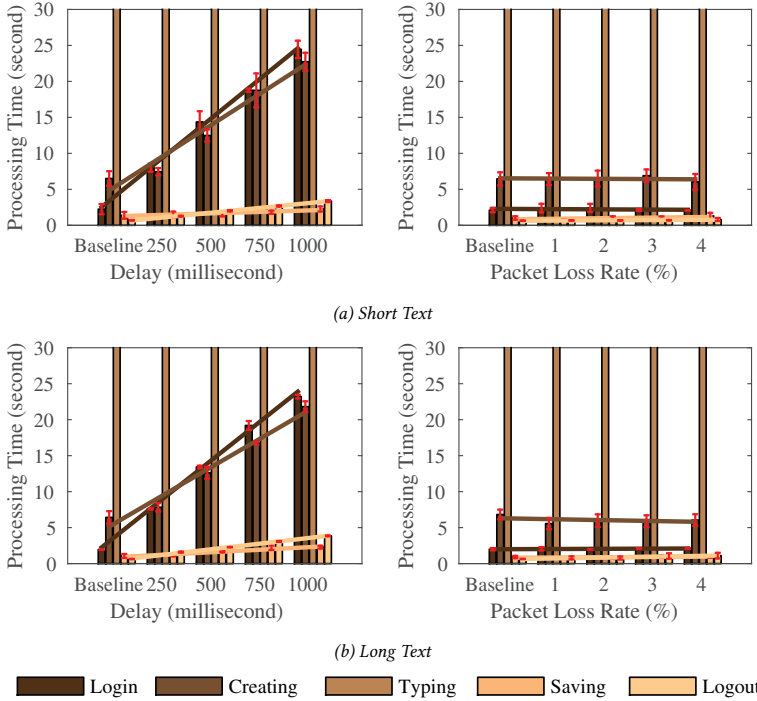 30
25
20
15
10
5
0
Processing Time (second)
Baseline 250 500 750 1000
Delay (millisecond)
30
25
20
15
10
5
0
Processing Time (second)
Baseline 1 2 3 4
Packet Loss Rate (%)
(a) Short Text
30
25
20
15
10
5
0
Processing Time (second)
Baseline 250 500 750 1000
Delay (millisecond)
30
25
20
15
10
5
0
Processing Time (second)
Baseline 1 2 3 4
Packet Loss Rate (%)
(b) Long Text
Login Creating Typing Saving Logout